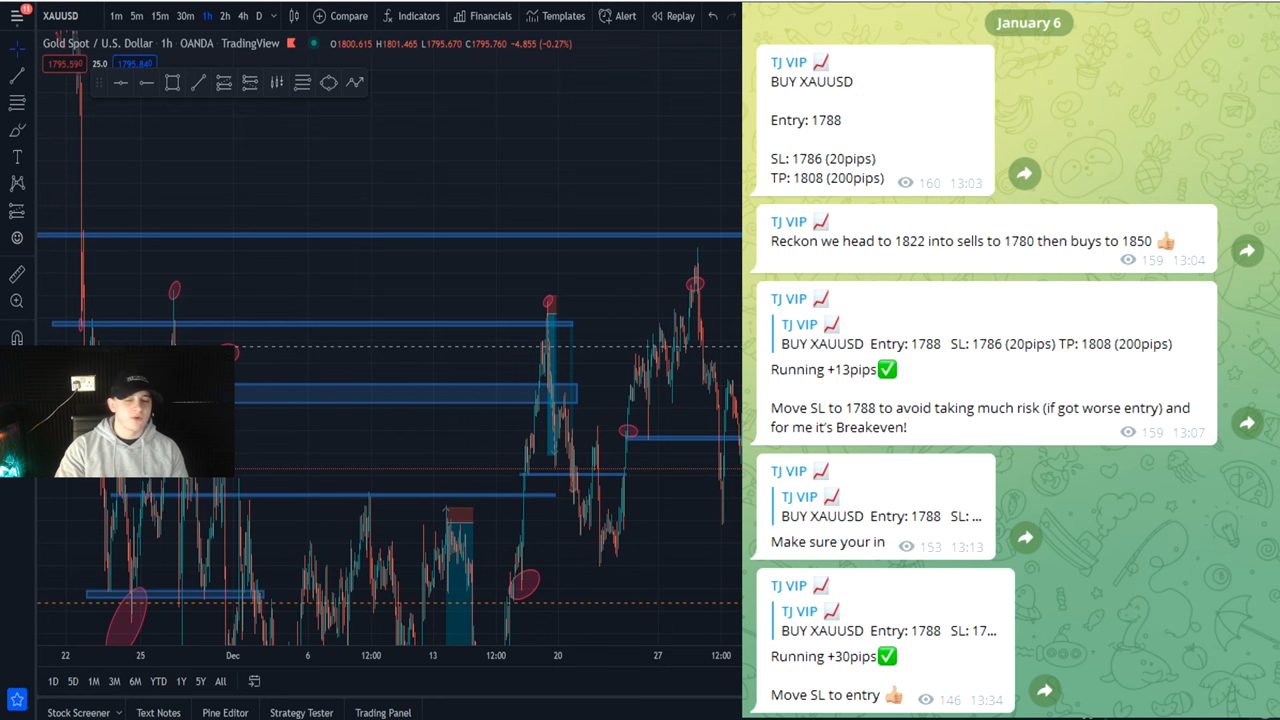 11
XAUUSD
1m 5m 15m 30m 1h 2h 4h D
Compare
Indicators
Financials
Templates
Alert
Replay
Gold Spot / U.S. Dollar · 1h · OANDA · TradingView
O1800.615 H1801.465 L1795.670 C1795.760 −4.855 (−0.27%)
1795.590 25.0 1795.840
22 25 Dec 6 12:00 13 12:00 20 27 12:00
1D 5D 1M 3M 6M YTD 1Y 5Y All
Stock Screener Text Notes Pine Editor Strategy Tester Trading Panel
January 6
TJ VIP 📈
BUY XAUUSD
Entry: 1788
SL: 1786 (20pips)
TP: 1808 (200pips)
160 13:03
TJ VIP 📈
Reckon we head to 1822 into sells to 1780 then buys to 1850 👍🏻
159 13:04
TJ VIP 📈
TJ VIP 📈
BUY XAUUSD Entry: 1788 SL: 1786 (20pips) TP: 1808 (200pips)
Running +13pips✅
Move SL to 1788 to avoid taking much risk (if got worse entry) and
for me it's Breakeven!
159 13:07
TJ VIP 📈
TJ VIP 📈
BUY XAUUSD Entry: 1788 SL: ...
Make sure your in
153 13:13
TJ VIP 📈
TJ VIP 📈
BUY XAUUSD Entry: 1788 SL: 17...
Running +30pips✅
Move SL to entry 👍🏻
146 13:34